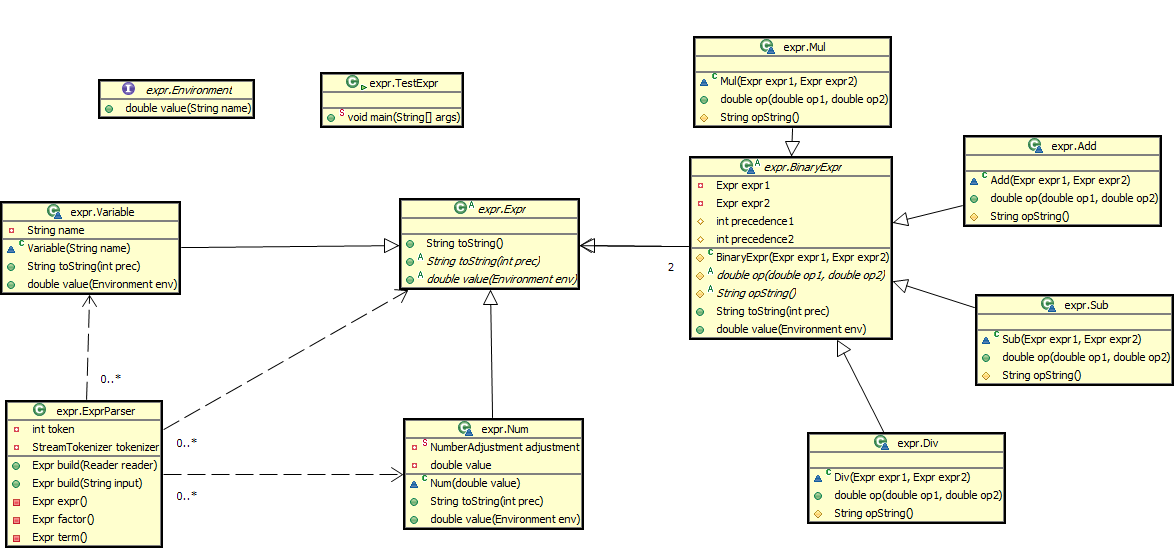 expr.Mul
Mul(Expr expr1, Expr expr2)
double op(double op1, double op2)
String opString()
expr.Environment
double value(String name)
expr.TestExpr
void main(String[] args)
expr.Add
Add(Expr expr1, Expr expr2)
double op(double op1, double op2)
String opString()
expr.BinaryExpr
Expr expr1
Expr expr2
int precedence1
int precedence2
BinaryExpr(Expr expr1, Expr expr2)
double op(double op1, double op2)
String opString()
String toString(int prec)
double value(Environment env)
expr.Variable
String name
Variable(String name)
String toString(int prec)
double value(Environment env)
expr.Expr
String toString()
String toString(int prec)
double value(Environment env)
2
expr.Sub
Sub(Expr expr1, Expr expr2)
double op(double op1, double op2)
String opString()
0..*
expr.ExprParser
int token
StreamTokenizer tokenizer
Expr build(Reader reader)
Expr build(String input)
Expr expr()
Expr factor()
Expr term()
0..*
0..*
expr.Num
NumberAdjustment adjustment
double value
Num(double value)
String toString(int prec)
double value(Environment env)
expr.Div
Div(Expr expr1, Expr expr2)
double op(double op1, double op2)
String opString()